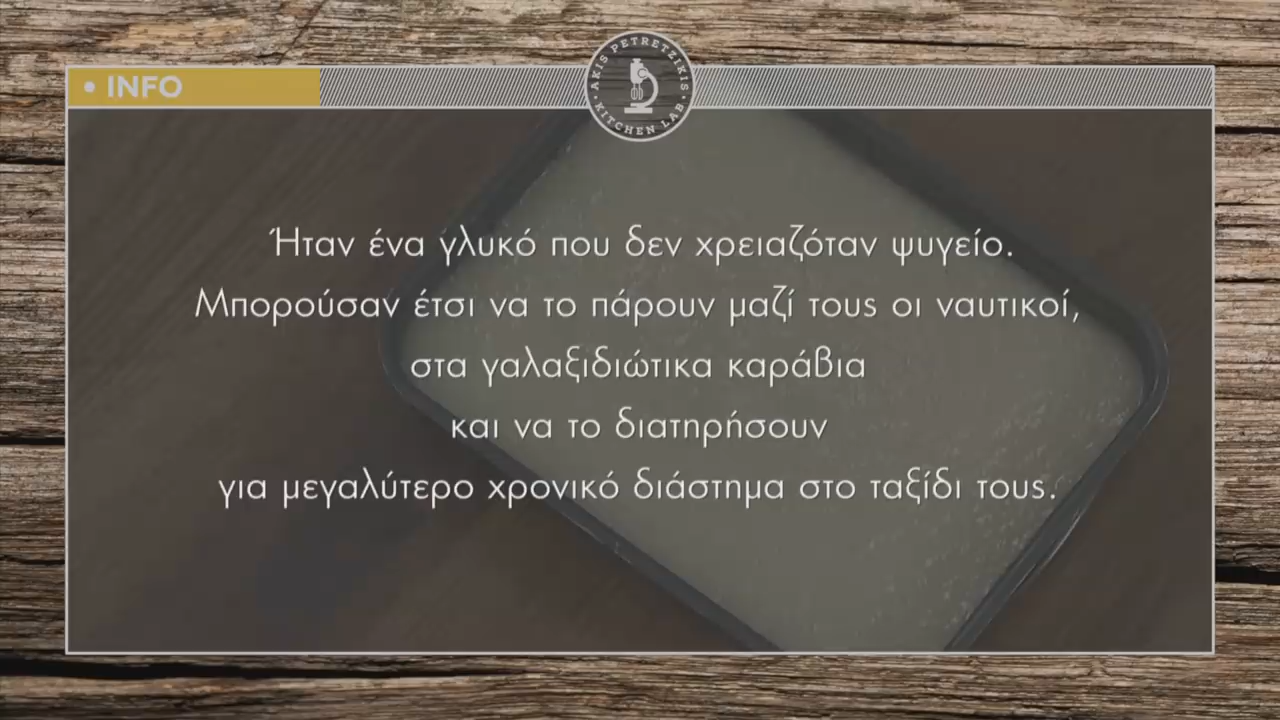 • INFO
AKIS PETRETZIKIS
• KITCHEN LAB •
Ήταν ένα γλυκό που δεν χρειαζόταν ψυγείο.
Μπορούσαν έτσι να το πάρουν μαζί τους οι ναυτικοί,
στα γαλαξιδιώτικα καράβια
και να το διατηρήσουν
για μεγαλύτερο χρονικό διάστημα στο ταξίδι τους.